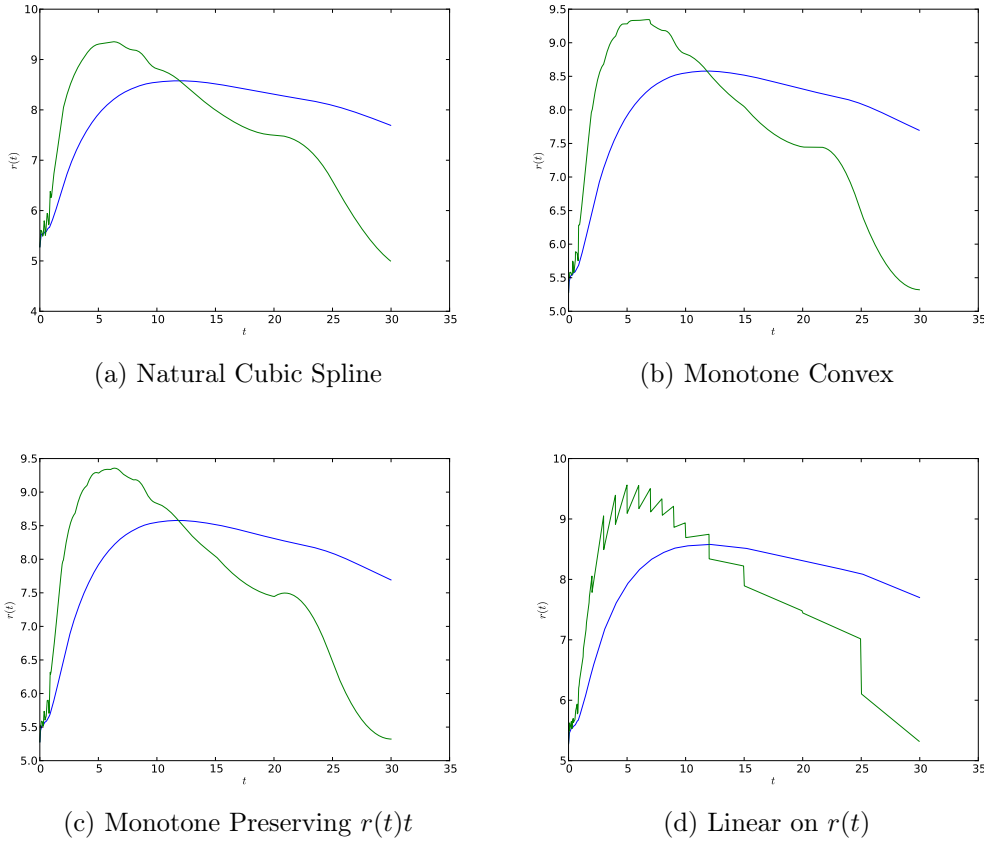 10
9
8
7
6
5
4
0 5 10 15 20 25 30 35
r(t)
t
(a) Natural Cubic Spline
9.5
9.0
8.5
8.0
7.5
7.0
6.5
6.0
5.5
5.0
0 5 10 15 20 25 30 35
r(t)
t
(b) Monotone Convex
9.5
9.0
8.5
8.0
7.5
7.0
6.5
6.0
5.5
5.0
0 5 10 15 20 25 30 35
r(t)
t
(c) Monotone Preserving r(t)t
10
9
8
7
6
5
0 5 10 15 20 25 30 35
r(t)
t
(d) Linear on r(t)